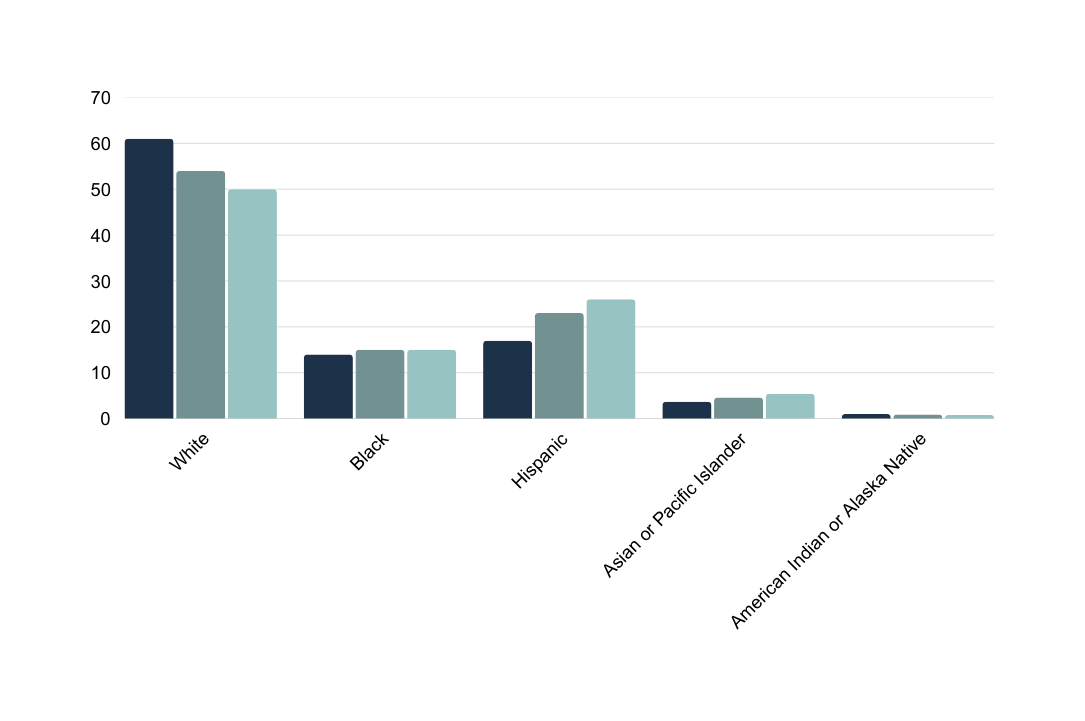 70
60
50
40
30
20
10
0
White
Black
Hispanic
Asian or Pacific Islander
American Indian or Alaska Native